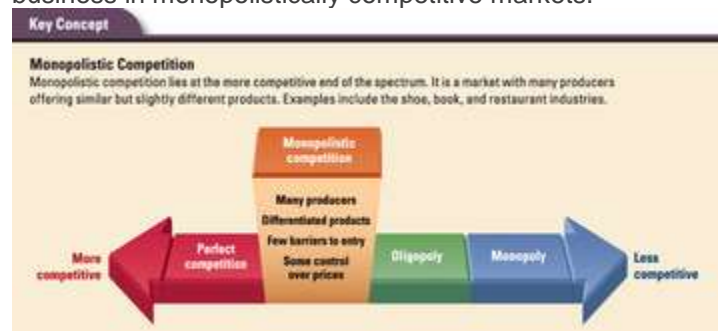 business in monopolistically competitive markets.
Key Concept
Monopolistic Competition
Monopolistic competition lies at the more competitive end of the spectrum. It is a market with many producers
offering similar but slightly different products. Examples include the shoe, book, and restaurant industries.
Monopolistic
competition
Many producers
Differentiated products
Few barriers to entry
Some control
over prices
More
competitive
Perfect
competition
Oligopoly
Monopoly
Less
competitive